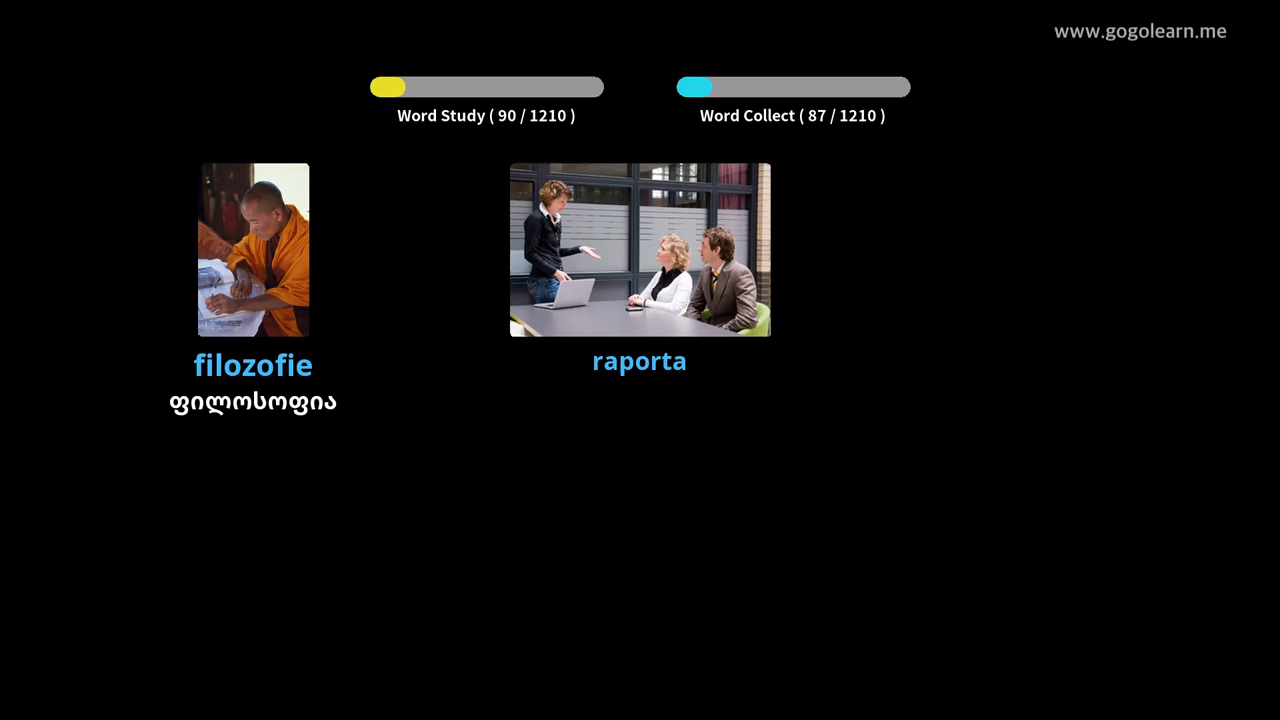 www.gogolearn.me
Word Study ( 90 / 1210 )
Word Collect ( 87 / 1210 )
filozofie
ფილოსოფია
raporta